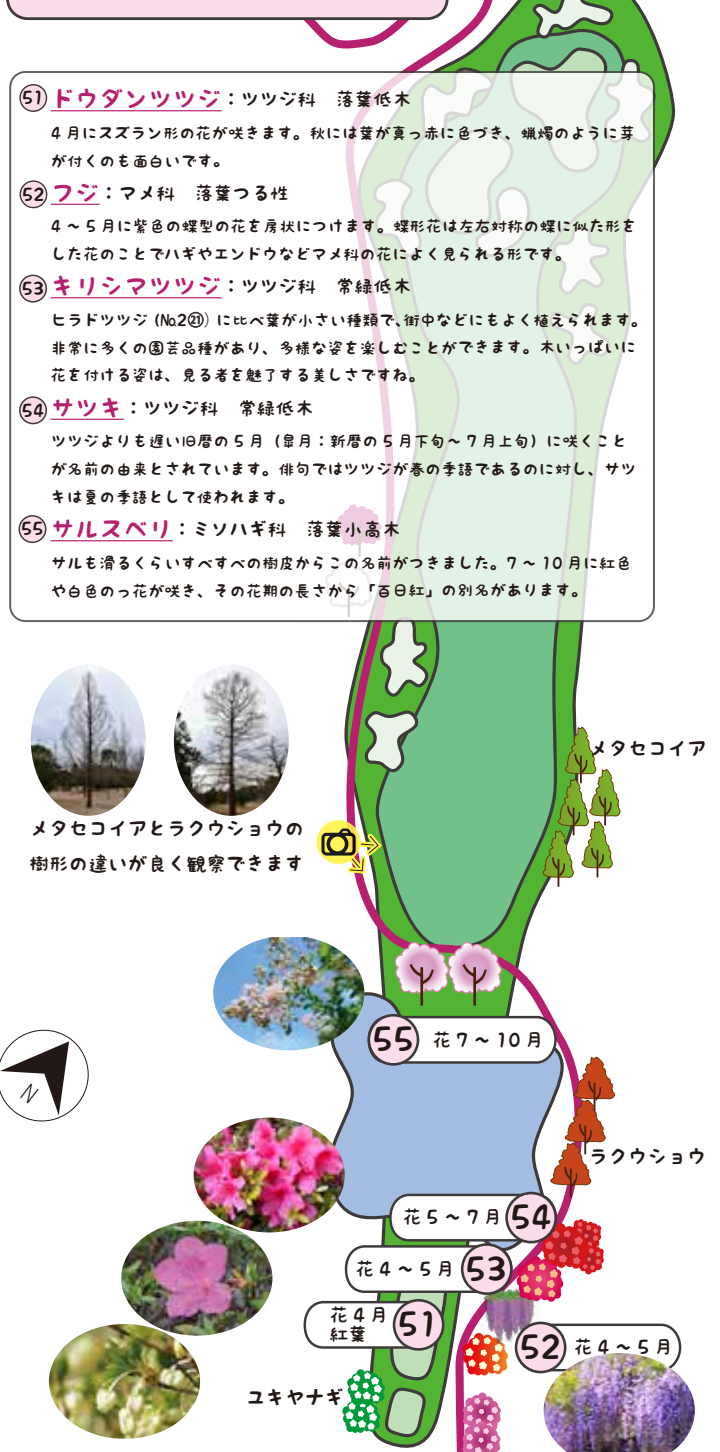 51 ドウダンツツジ：ツツジ科　落葉低木
4月にスズラン形の花が咲きます。秋には葉が真っ赤に色づき、蝋燭のように芽
が付くのも面白いです。
52 フジ：マメ科　落葉つる性
4～5月に紫色の蝶型の花を房状につけます。蝶形花は左右対称の蝶に似た形を
した花のことでハギやエンドウなどマメ科の花によく見られる形です。
53 キリシマツツジ：ツツジ科　常緑低木
ヒラドツツジ（No.2㉑）に比べ葉が小さい種類で、街中などにもよく植えられます。
非常に多くの園芸品種があり、多様な姿を楽しむことができます。木いっぱいに
花を付ける姿は、見る者を魅了する美しさですね。
54 サツキ：ツツジ科　常緑低木
ツツジよりも遅い旧暦の5月（皐月：新暦の5月下旬～7月上旬）に咲くこと
が名前の由来とされています。俳句ではツツジが春の季語であるのに対し、サツ
キは夏の季語として使われます。
55 サルスベリ：ミソハギ科　落葉小高木
サルも滑るくらいすべすべの樹皮からこの名前がつきました。7～10月に紅色
や白色のっ花が咲き、その花期の長さから「百日紅」の別名があります。
メタセコイア
メタセコイアとラクウショウの
樹形の違いが良く観察できます
55 花7～10月
N
ラクウショウ
花5～7月 54
花4～5月 53
花4月
紅葉 51
52 花4～5月
ユキヤナギ